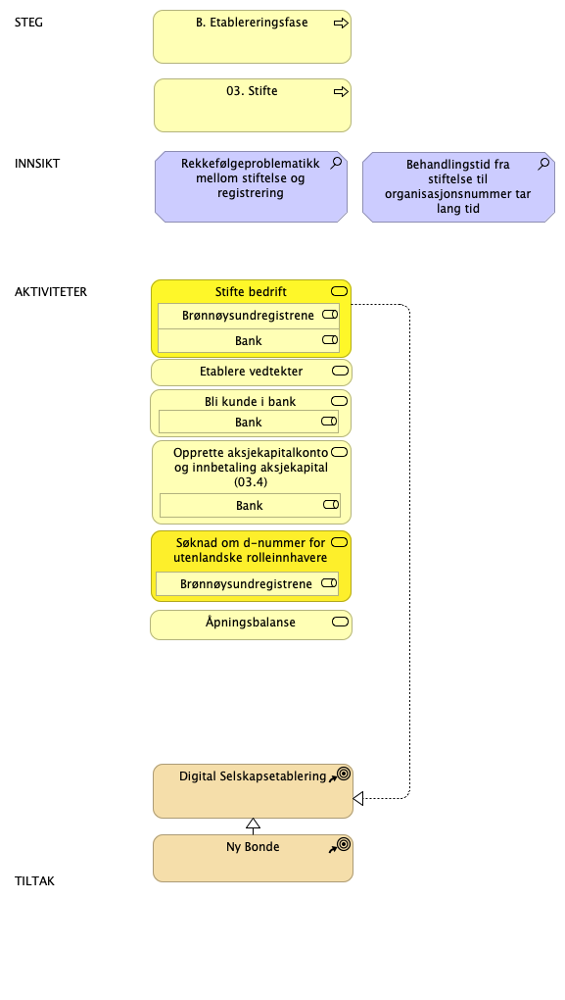 STEG
B. Etablereringsfase
03. Stifte
INNSIKT
Rekkefølgeproblematikk
mellom stiftelse og
registrering
Behandlingstid fra
stiftelse til
organisasjonsnummer tar
lang tid
AKTIVITETER
Stifte bedrift
Brønnøysundregistrene
Bank
Etablere vedtekter
Bli kunde i bank
Bank
Opprette aksjekapitalkonto
og innbetaling aksjekapital
(03.4)
Bank
Søknad om d-nummer for
utenlandske rolleinnhavere
Brønnøysundregistrene
Åpningsbalanse
Digital Selskapsetablering
Ny Bonde
TILTAK